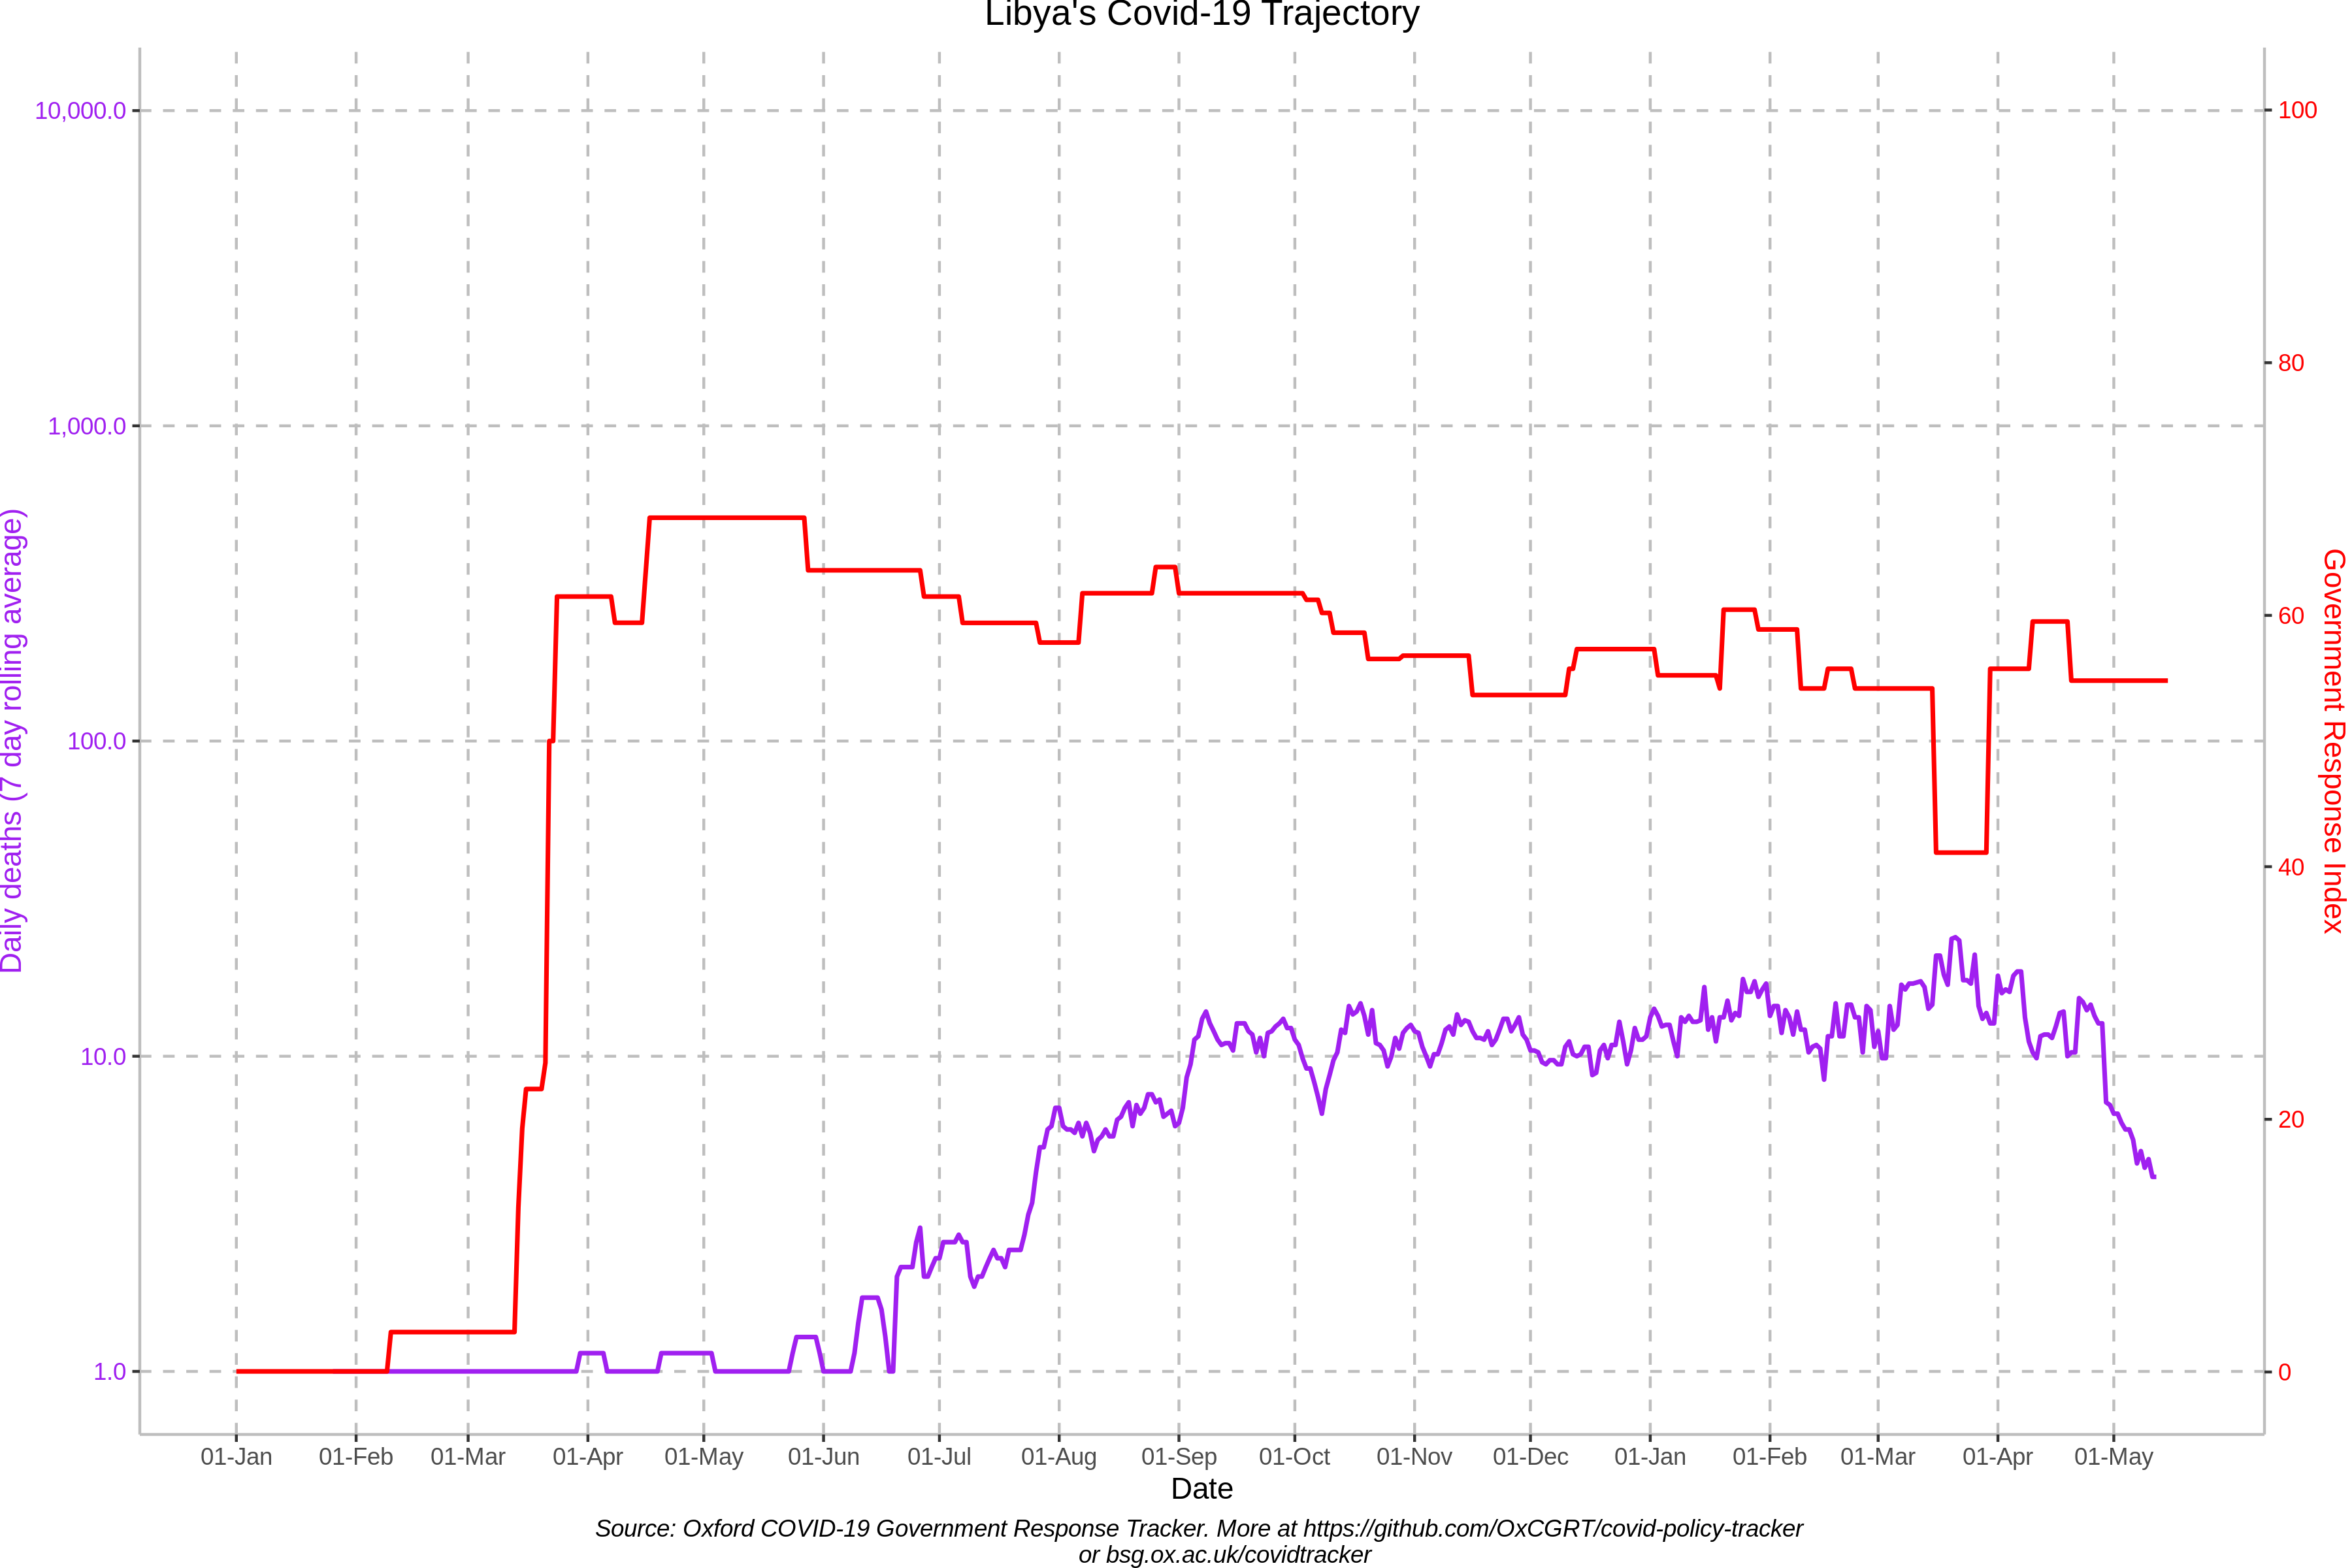 Libya's Covid-19 Trajectory
10,000.0
1,000.0
100.0
10.0
1.0
Daily deaths (7 day rolling average)
100
80
60
40
20
0
Government Response Index
01-Jan 01-Feb 01-Mar 01-Apr 01-May 01-Jun 01-Jul 01-Aug 01-Sep 01-Oct 01-Nov 01-Dec 01-Jan 01-Feb 01-Mar 01-Apr 01-May
Date
Source: Oxford COVID-19 Government Response Tracker. More at https://github.com/OxCGRT/covid-policy-tracker
or bsg.ox.ac.uk/covidtracker